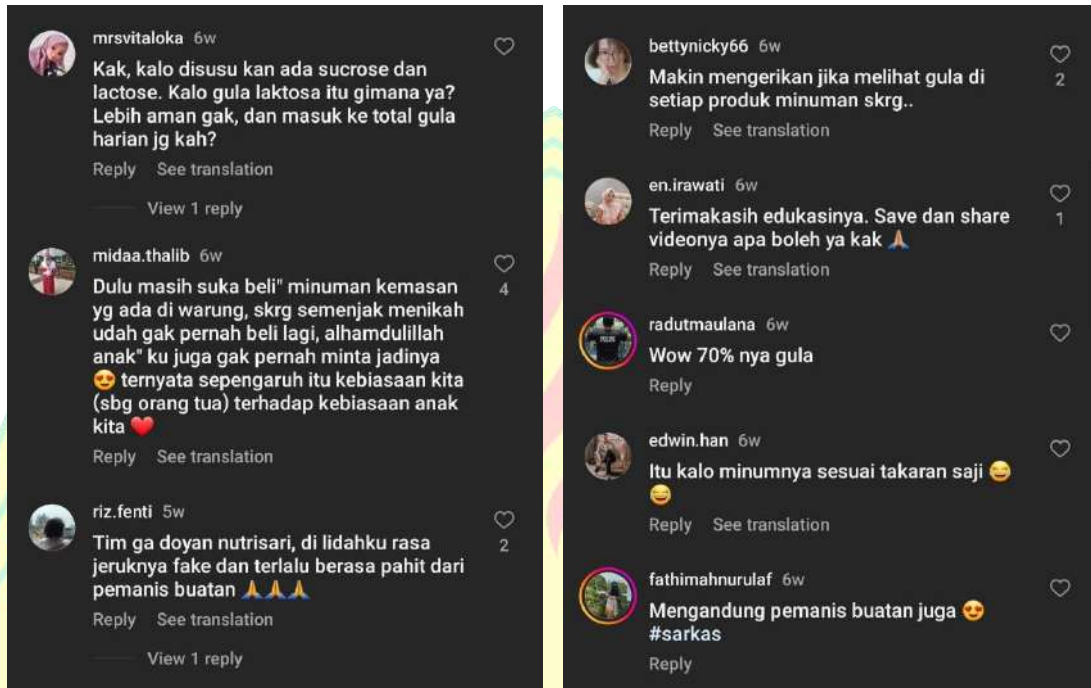 mrsvitaloka 6w
Kak, kalo disusu kan ada sucrose dan
lactose. Kalo gula laktosa itu gimana ya?
Lebih aman gak, dan masuk ke total gula
harian jg kah?
Reply See translation
View 1 reply
midaa.thalib 6w
4
Dulu masih suka beli" minuman kemasan
yg ada di warung, skrg semenjak menikah
udah gak pernah beli lagi, alhamdulillah
anak" ku juga gak pernah minta jadinya
😍 ternyata sepengaruh itu kebiasaan kita
(sbg orang tua) terhadap kebiasaan anak
kita ❤️
Reply See translation
riz.fenti 5w
2
Tim ga doyan nutrisari, di lidahku rasa
jeruknya fake dan terlalu berasa pahit dari
pemanis buatan 🙏🙏🙏
Reply See translation
View 1 reply
bettynicky66 6w
2
Makin mengerikan jika melihat gula di
setiap produk minuman skrg..
Reply See translation
en.irawati 6w
1
Terimakasih edukasinya. Save dan share
videonya apa boleh ya kak 🙏
Reply See translation
radutmaulana 6w
Wow 70% nya gula
Reply
edwin.han 6w
Itu kalo minumnya sesuai takaran saji 😂
😂
Reply See translation
fathimahnurulaf 6w
Mengandung pemanis buatan juga 😍
#sarkas
Reply